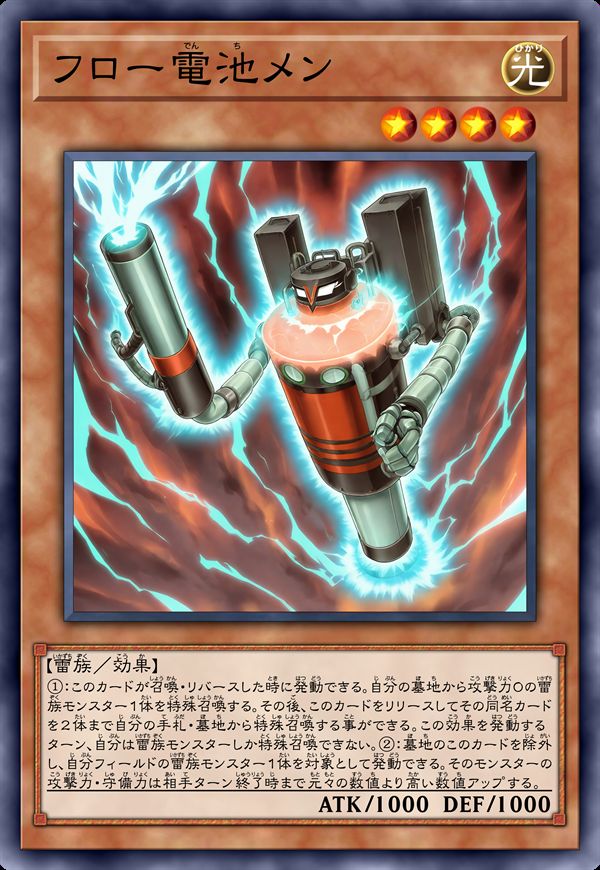 フロー電池メン
光
【雷族／効果】
①：このカードが召喚・リバースした時に発動できる。自分の墓地から攻撃力０の雷
族モンスター１体を特殊召喚する。その後、このカードをリリースしてその同名カード
を２体まで自分の手札・墓地から特殊召喚する事ができる。この効果を発動する
ターン、自分は雷族モンスターしか特殊召喚できない。②：墓地のこのカードを除外
し、自分フィールドの雷族モンスター１体を対象として発動できる。そのモンスターの
攻撃力・守備力は相手ターン終了時まで元々の数値より高い数値アップする。
ATK/1000 DEF/1000